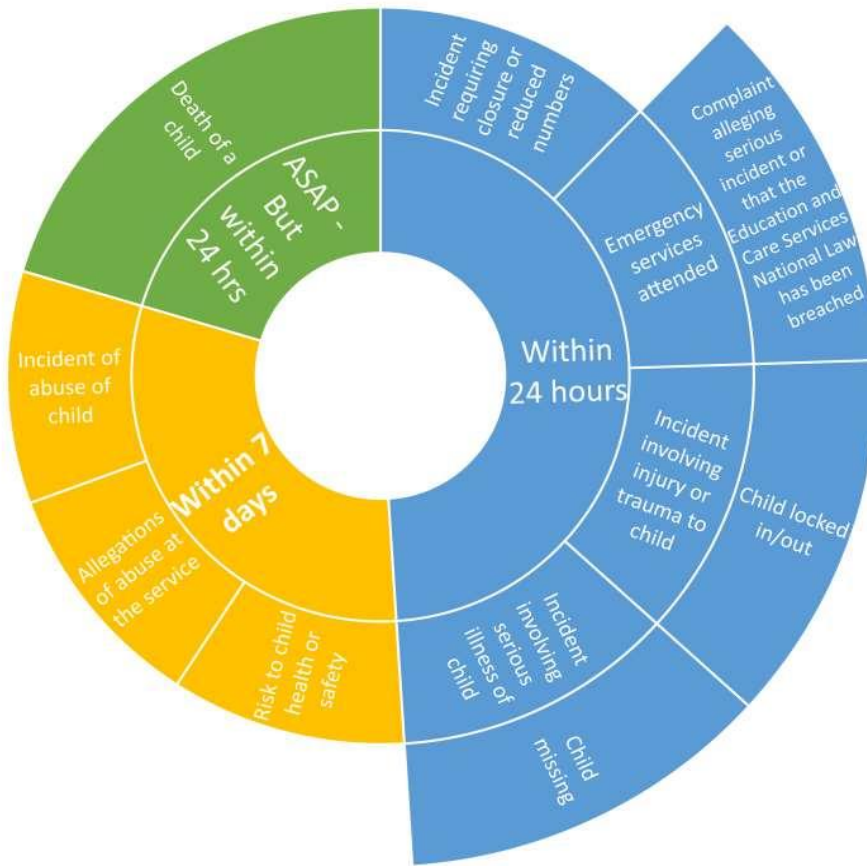 Death of a
child
ASAP -
But
within
24 hrs
Incident
requiring
closure or
reduced
numbers
Emergency
services
attended
Complaint
alleging
serious
incident or
that the
Education and
Care Services
National Law
has been
breached
Within
24 hours
Incident
involving
injury or
trauma to
child
Child locked
in/out
Incident
involving
serious
illness of
child
Child
missing
Within 7
days
Incident of
abuse of
child
Allegations
of abuse at
the service
Risk to child
health or
safety